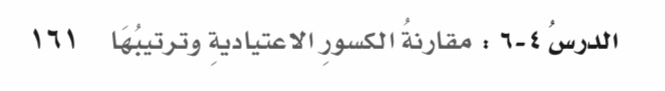 الدرسُ ٤-٦ : مقارنةُ الكسورِ الاعتياديةِ وترتيبُهَا ١٦١